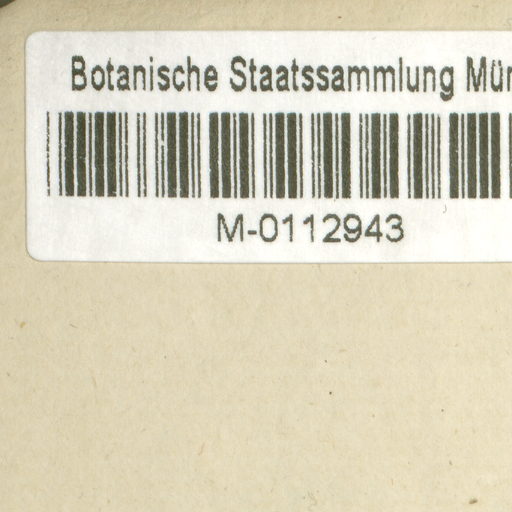 Botanische Staatssammlung Mün
M-0112943